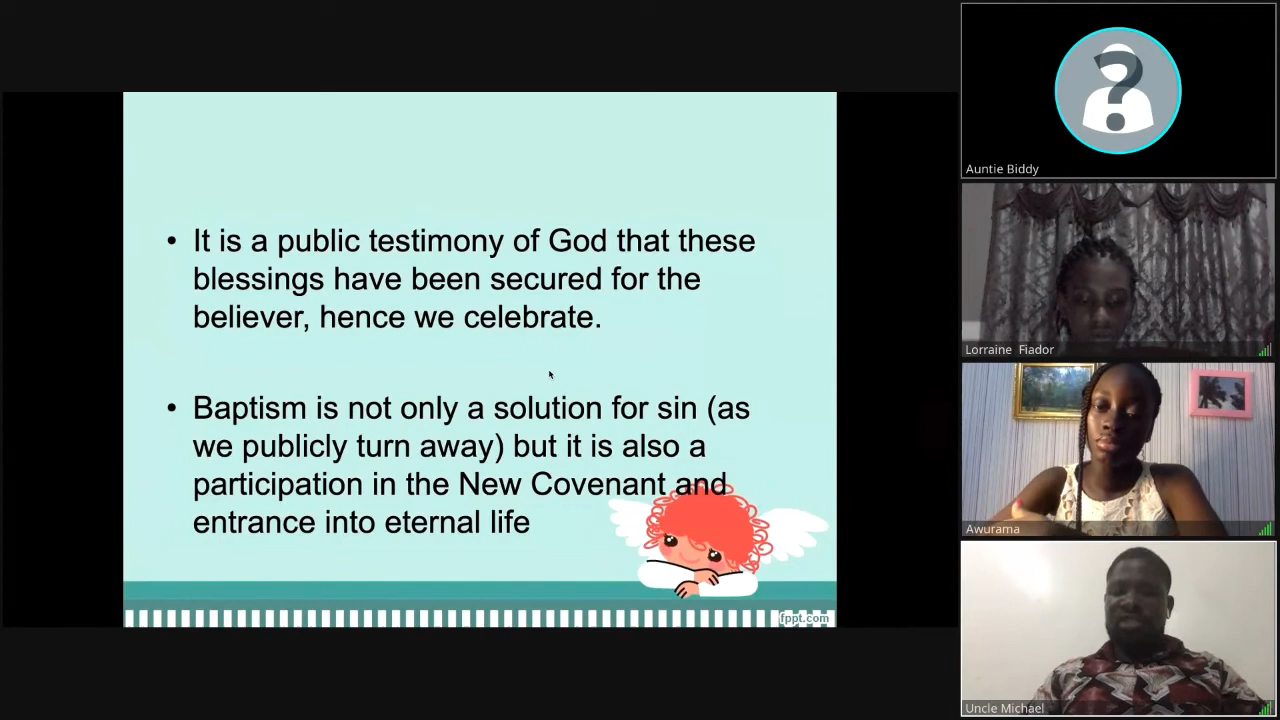 • It is a public testimony of God that these
blessings have been secured for the
believer, hence we celebrate.
• Baptism is not only a solution for sin (as
we publicly turn away) but it is also a
participation in the New Covenant and
entrance into eternal life
fppt.com
?
Auntie Biddy
Lorraine Fiador
Awurama
Uncle Michael